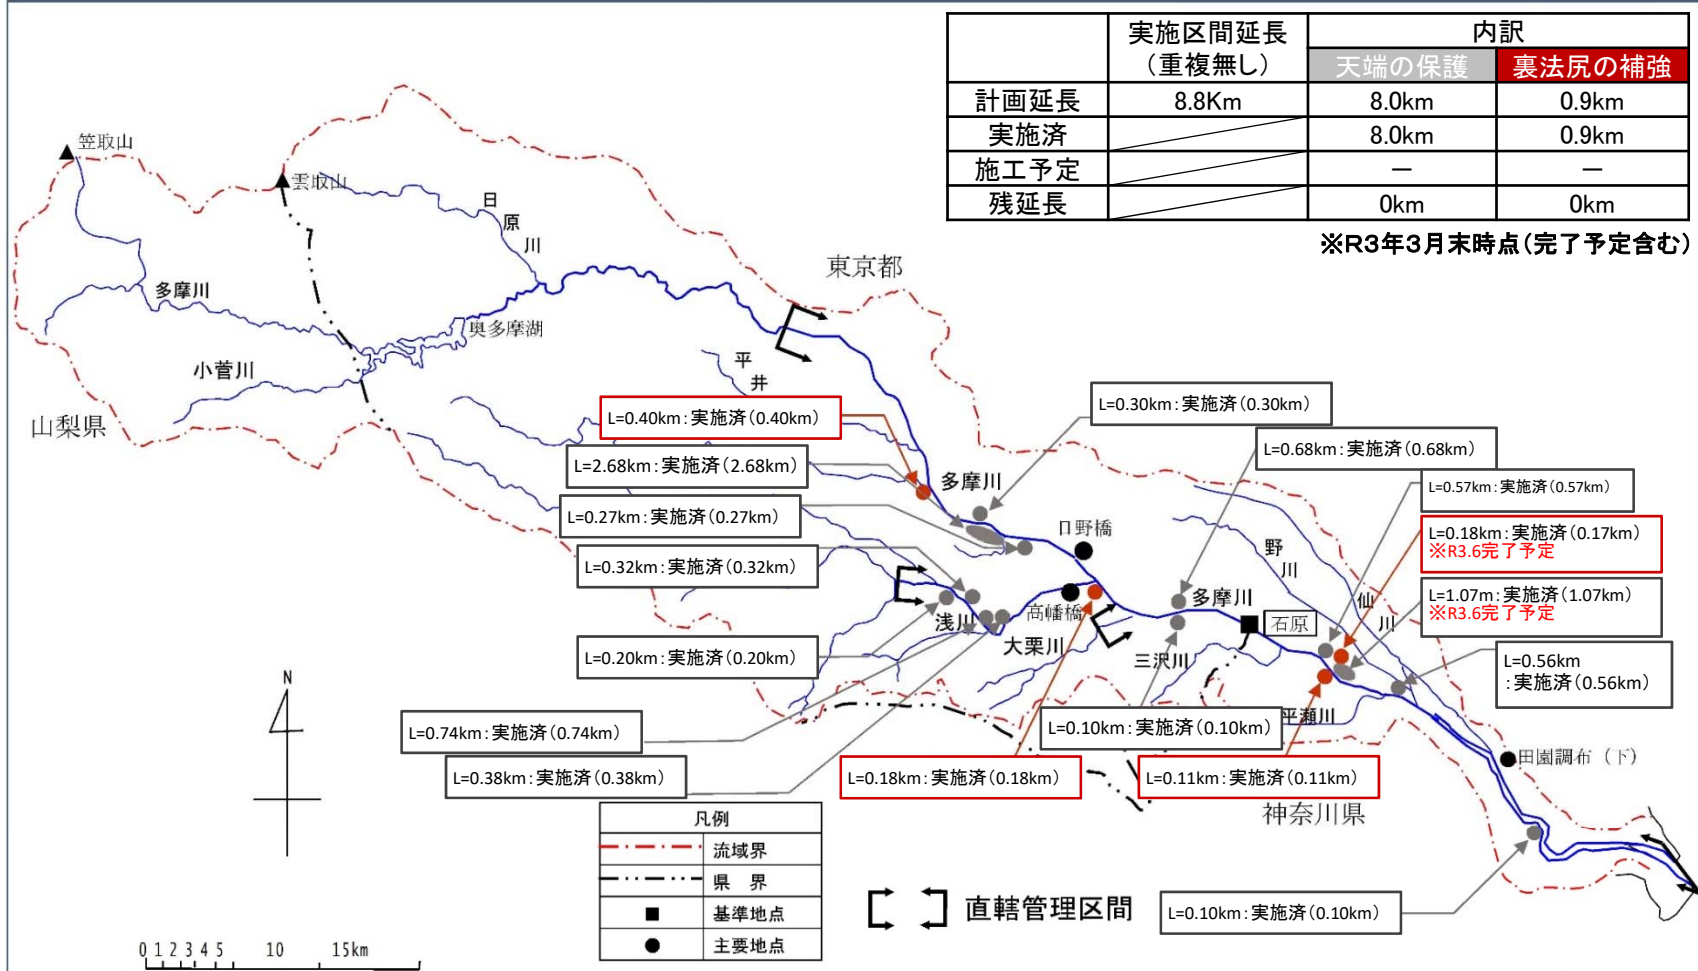 実施区間延長
（重複無し）
内訳
天端の保護
裏法尻の補強
計画延長
8.8Km
8.0km
0.9km
実施済
8.0km
0.9km
施工予定
－
－
残延長
0km
0km
※R3年3月末時点（完了予定含む）
笠取山
雲取山
日原川
東京都
多摩川
奥多摩湖
小菅川
山梨県
平井
L=0.40km：実施済（0.40km）
L=0.30km：実施済（0.30km）
L=2.68km：実施済（2.68km）
L=0.68km：実施済（0.68km）
多摩川
L=0.57km：実施済（0.57km）
L=0.27km：実施済（0.27km）
日野橋
L=0.18km：実施済（0.17km）
※R3.6完了予定
野川
L=0.32km：実施済（0.32km）
仙川
L=1.07m：実施済（1.07km）
※R3.6完了予定
多摩川
高幡橋
浅川
石原
大栗川
三沢川
L=0.20km：実施済（0.20km）
L=0.56km
：実施済（0.56km）
平瀬川
L=0.74km：実施済（0.74km）
L=0.10km：実施済（0.10km）
田園調布（下）
L=0.38km：実施済（0.38km）
L=0.18km：実施済（0.18km）
L=0.11km：実施済（0.11km）
神奈川県
N
凡例
流域界
県　界
基準地点
主要地点
直轄管理区間
L=0.10km：実施済（0.10km）
0 1 2 3 4 5 10 15km